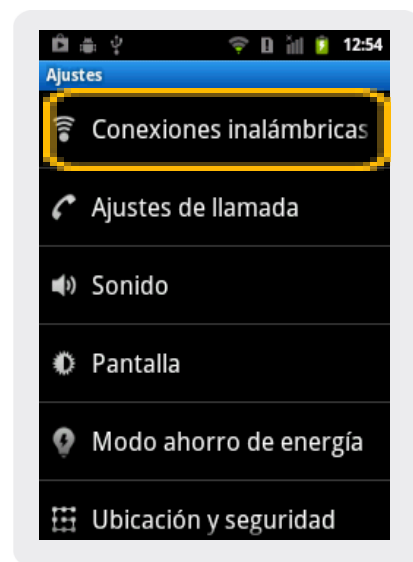 12:54
Ajustes
Conexiones inalámbricas
Ajustes de llamada
Sonido
Pantalla
Modo ahorro de energía
Ubicación y seguridad